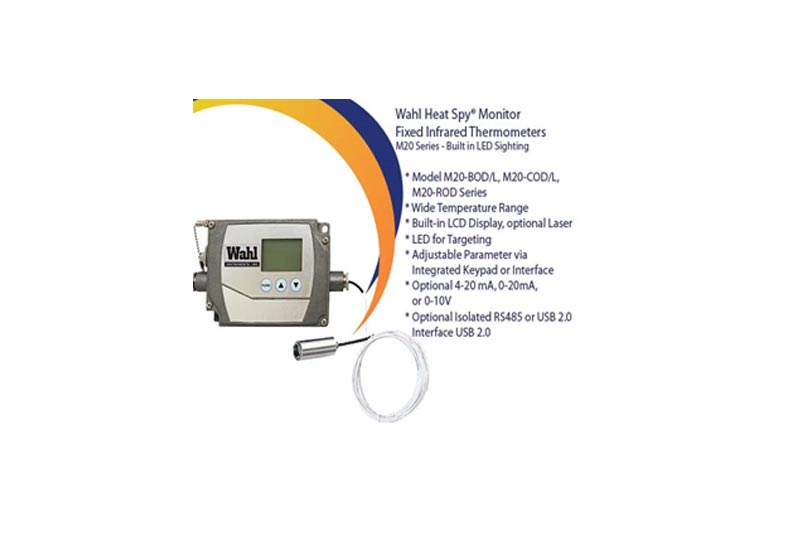 Wahl Heat Spy® Monitor
Fixed Infrared Thermometers
M20 Series - Built in LED Sighting
* Model M20-BOD/L, M20-COD/L,
M20-ROD Series
* Wide Temperature Range
* Built-in LCD Display, optional Laser
* LED for Targeting
* Adjustable Parameter via
Integrated Keypad or Interface
* Optional 4-20 mA, 0-20mA,
or 0-10V
* Optional Isolated RS485 or USB 2.0
Interface USB 2.0
Wahl